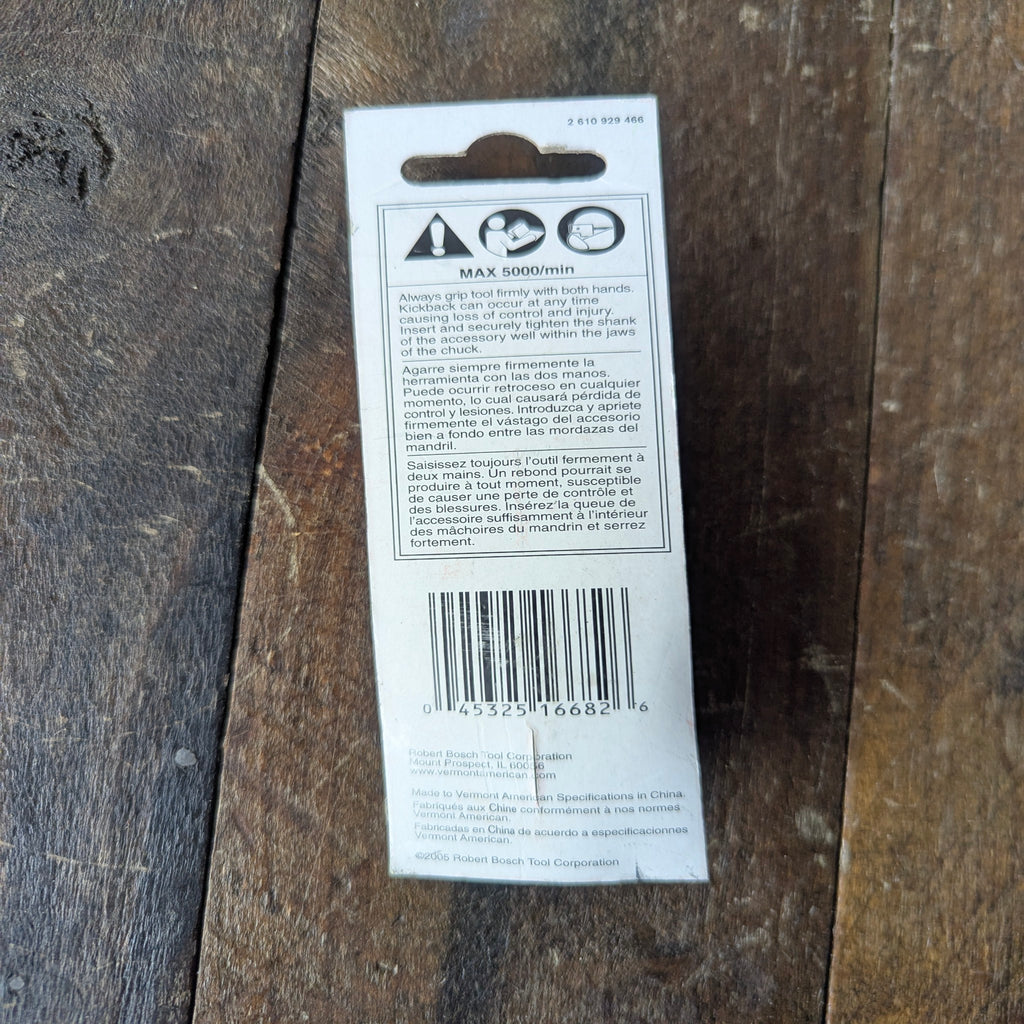 2 610 929 466
MAX 5000/min
Always grip tool firmly with both hands.
Kickback can occur at any time
causing loss of control and injury.
Insert and securely tighten the shank
of the accessory well within the jaws
of the chuck.
Agarre siempre firmemente la
herramienta con las dos manos.
Puede ocurrir retroceso en cualquier
momento, lo cual causará pérdida de
control y lesiones. Introduzca y apriete
firmemente el vástago del accesorio
bien a fondo entre las mordazas del
mandril.
Saisissez toujours l'outil fermement à
deux mains. Un rebond pourrait se
produire à tout moment, susceptible
de causer une perte de contrôle et
des blessures. Insérez la queue de
l'accessoire suffisamment à l'intérieur
des mâchoires du mandrin et serrez
fortement.
0 45325 16682 6
Robert Bosch Tool Corporation
Mount Prospect, IL 60056
www.vermontamerican.com
Made to Vermont American Specifications in China.
Fabriqués aux Chine conformément à nos normes
Vermont American.
Fabricadas en China de acuerdo a especificacionnes
Vermont American.
©2005 Robert Bosch Tool Corporation